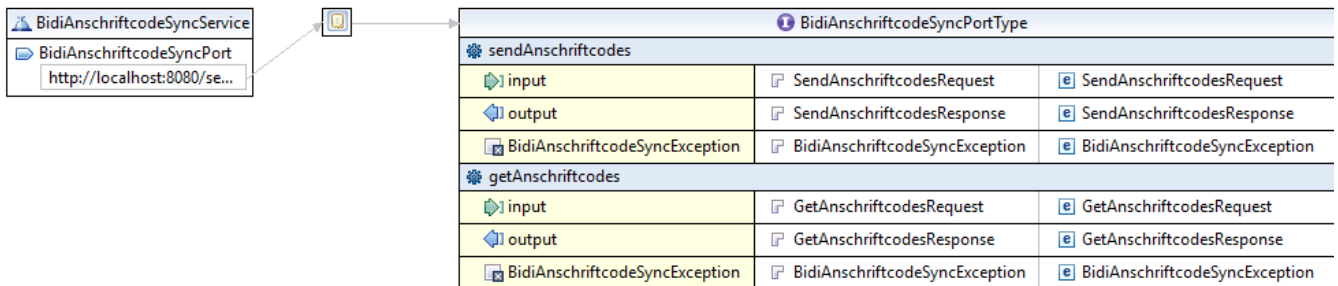 BidiAnschriftcodeSyncService
BidiAnschriftcodeSyncPort
http://localhost:8080/se...
BidiAnschriftcodeSyncPortType
sendAnschriftcodes
input SendAnschriftcodesRequest SendAnschriftcodesRequest
output SendAnschriftcodesResponse SendAnschriftcodesResponse
BidiAnschriftcodeSyncException BidiAnschriftcodeSyncException BidiAnschriftcodeSyncException
getAnschriftcodes
input GetAnschriftcodesRequest GetAnschriftcodesRequest
output GetAnschriftcodesResponse GetAnschriftcodesResponse
BidiAnschriftcodeSyncException BidiAnschriftcodeSyncException BidiAnschriftcodeSyncException